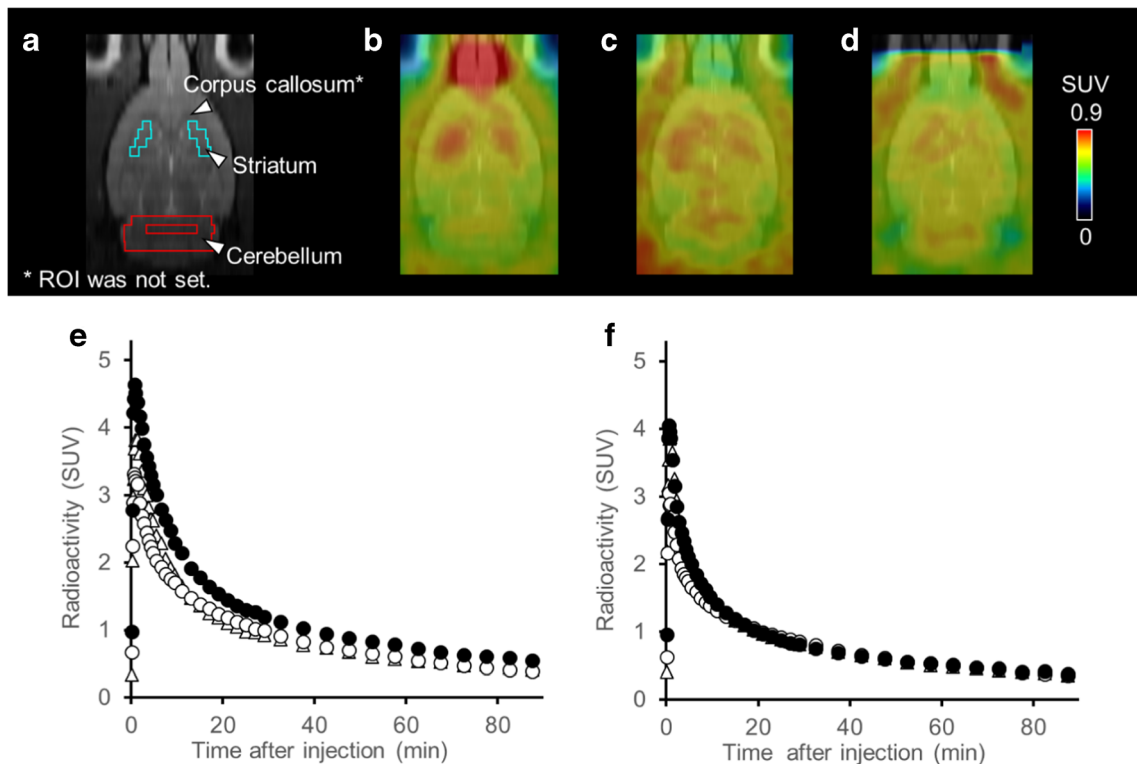 a
b
c
d
Corpus callosum*
Striatum
Cerebellum
* ROI was not set.
SUV
0.9
0
e
5
4
3
2
1
0
Radioactivity (SUV)
0 20 40 60 80
Time after injection (min)
f
5
4
3
2
1
0
Radioactivity (SUV)
0 20 40 60 80
Time after injection (min)